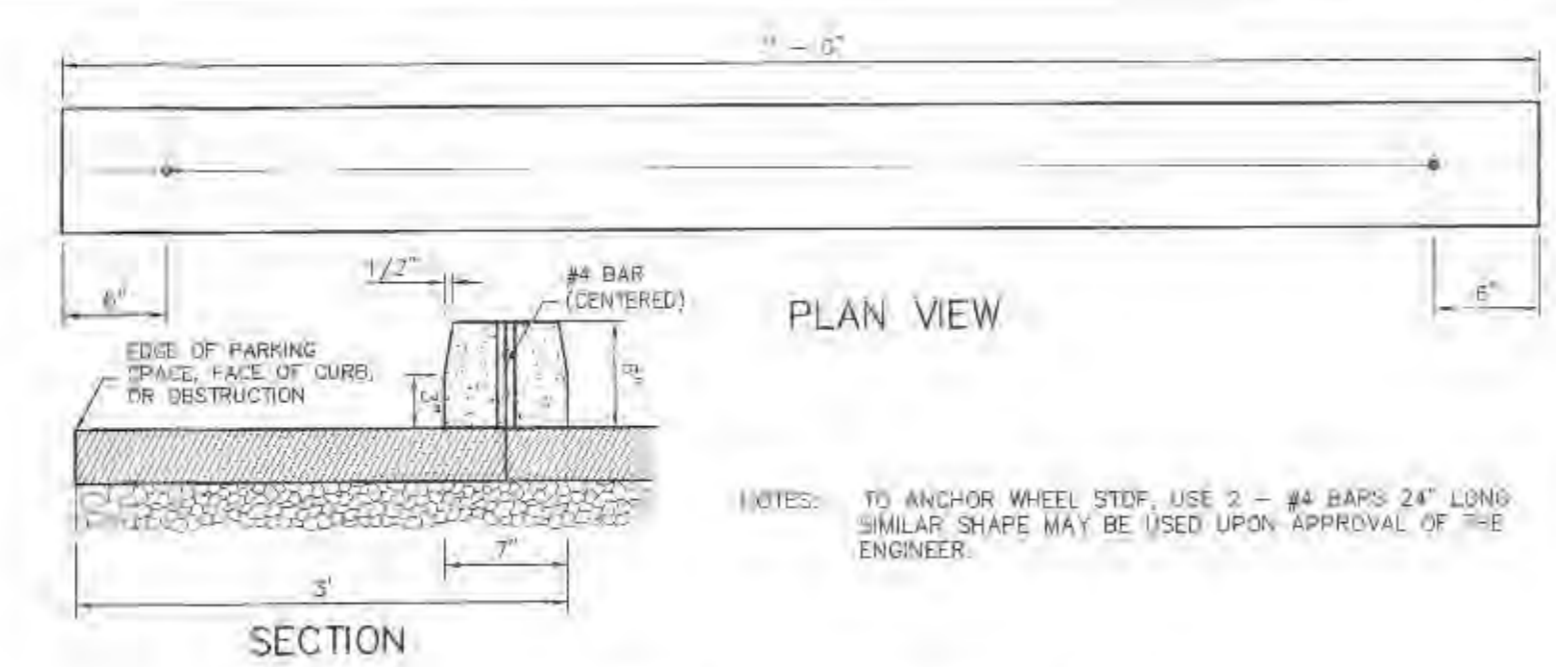 6"
1/2"
#4 BAR
(CENTERED)
6"
PLAN VIEW
EDGE OF PARKING
SPACE, FACE OF CURB,
OR OBSTRUCTION
3"
NOTES: TO ANCHOR WHEEL STOP, USE 2 - #4 BARS 24" LONG
SIMILAR SHAPE MAY BE USED UPON APPROVAL OF THE
ENGINEER.
7"
3'
SECTION